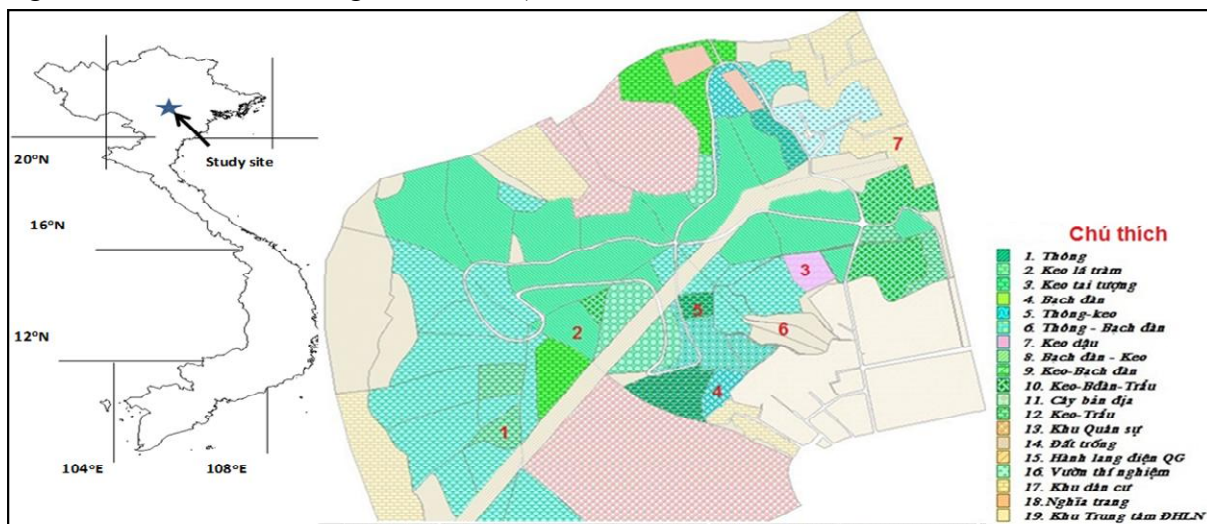 20°N
16°N
12°N
104°E
108°E
Study site
1
2
3
4
5
6
7
Chú thích
1. Thông
2. Keo lá tràm
3. Keo tai tượng
4. Bạch đàn
5. Thông-keo
6. Thông - Bạch đàn
7. Keo dậu
8. Bạch đàn - Keo
9. Keo-Bạch đàn
10. Keo-Bđàn-Trẩu
11. Cây bản địa
12. Keo-Trẩu
13. Khu Quân sự
14. Đất trống
15. Hành lang điện QG
16. Vườn thí nghiệm
17. Khu dân cư
18.Nghĩa trang
19. Khu Trung tâm ĐHLN